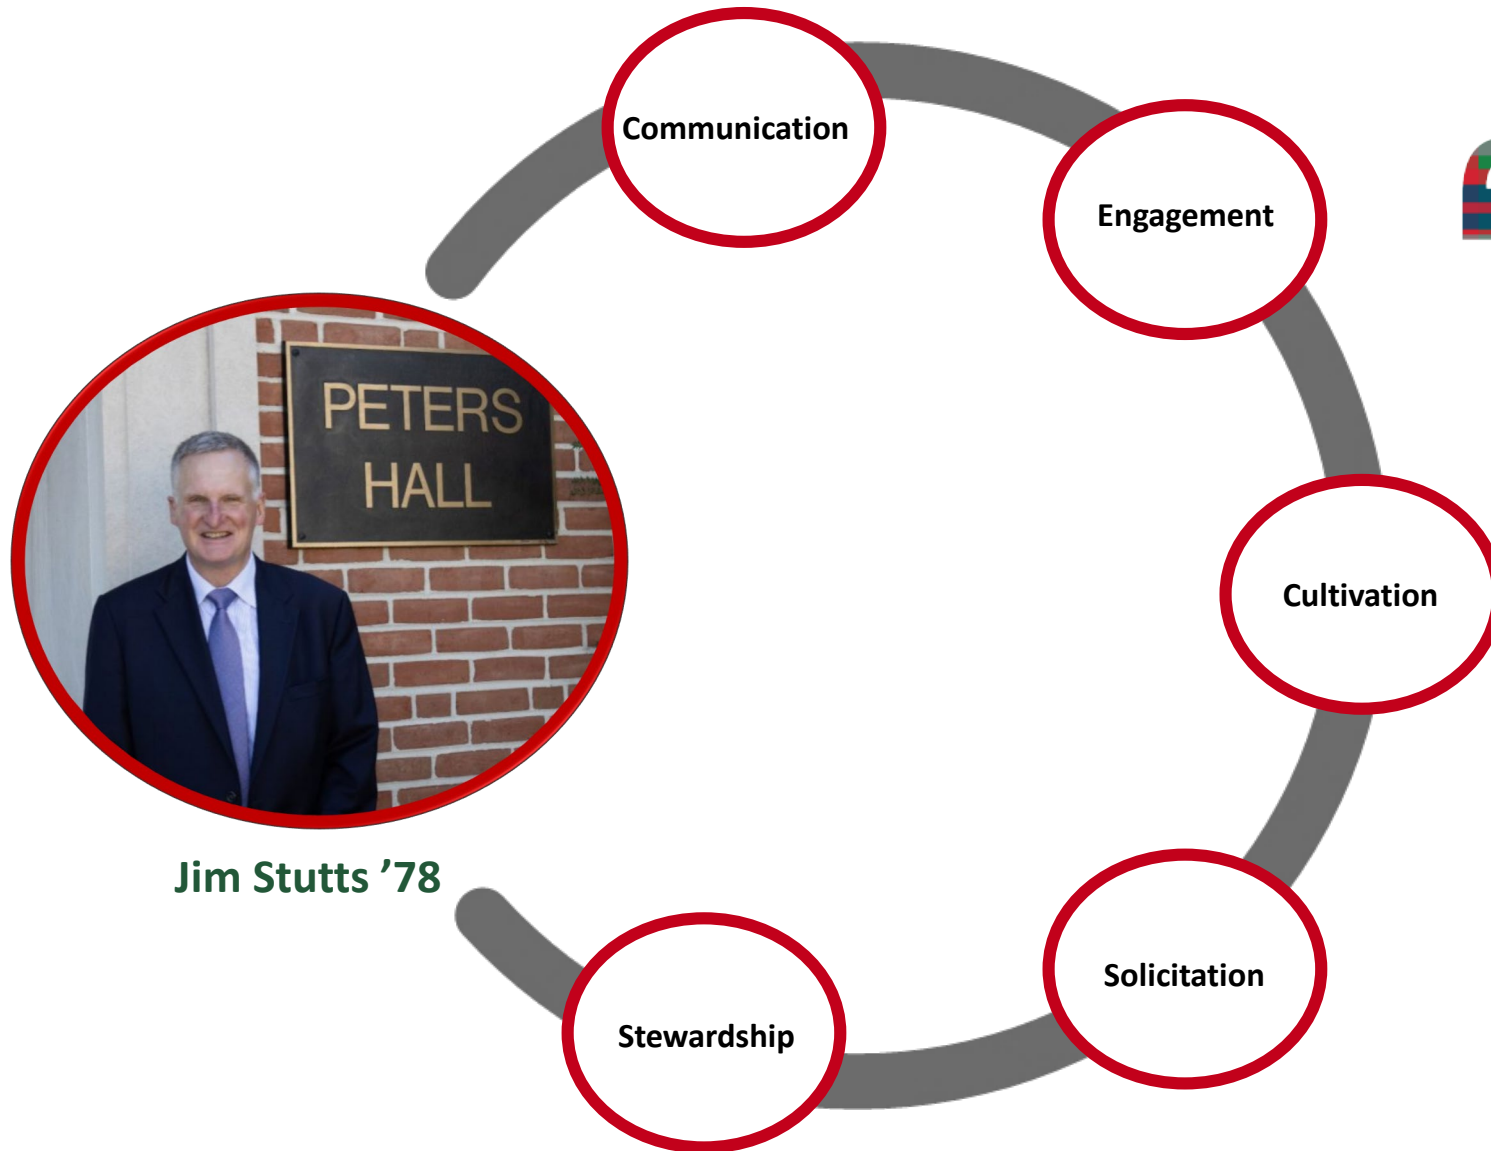 Communication
Engagement
PETERS
HALL
Cultivation
Jim Stutts ’78
Solicitation
Stewardship